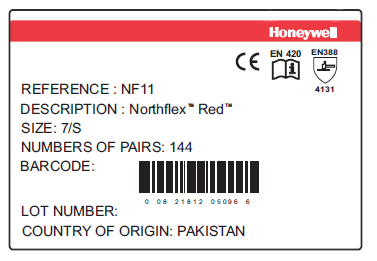 Honeywell
CE EN 420 EN388
4131
REFERENCE : NF11
DESCRIPTION : Northflex™ Red™
SIZE: 7/S
NUMBERS OF PAIRS: 144
BARCODE:
0 08 21812 05096 6
LOT NUMBER:
COUNTRY OF ORIGIN: PAKISTAN